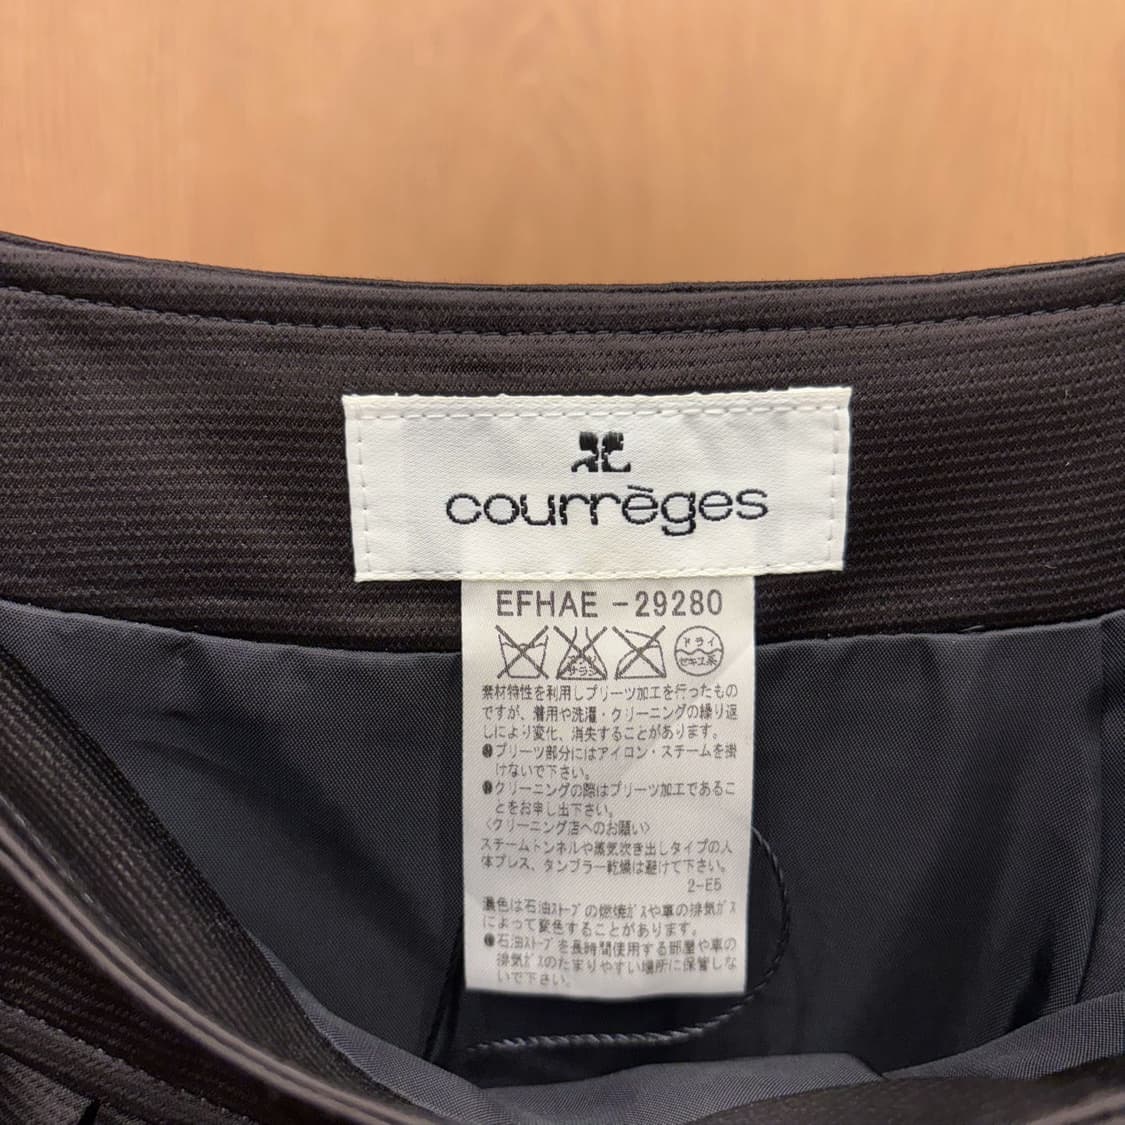 courrèges
EFHAE-29280
エンソ
サラシ
ドライ
セキユ系
素材特性を利用しプリーツ加工を行ったもの
ですが、着用や洗濯・クリーニングの繰り返
しにより変化、消失することがあります。
●プリーツ部分にはアイロン・スチームを掛
けないで下さい。
●クリーニングの際はプリーツ加工であるこ
とをお申し出下さい。
〈クリーニング店へのお願い〉
スチームトンネルや蒸気吹き出しタイプの人
体プレス、タンブラー乾燥は避けて下さい。
2-E5
濃色は石油ストーブの燃焼ガスや車の排気ガス
によって変色することがあります。
●石油ストーブを長時間使用する部屋や車の
排気ガスのたまりやすい場所に保管しな
いで下さい。